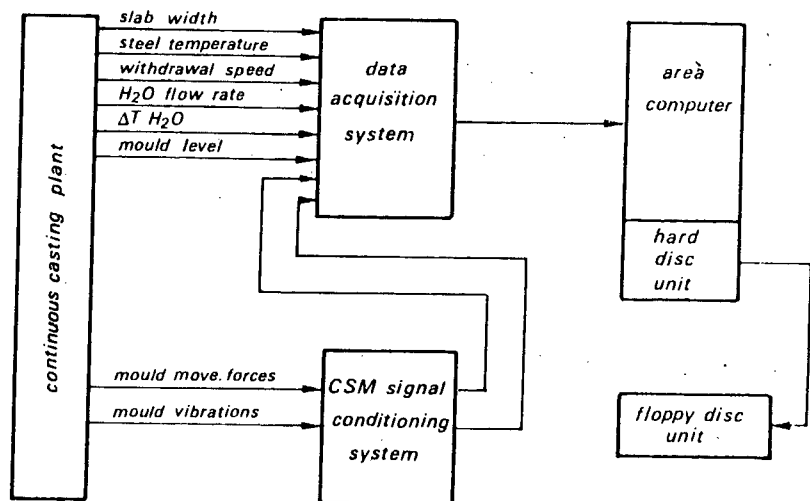 slab width
steel temperature
withdrawal speed
H2O flow rate
ΔT H2O
mould level
continuous casting plant
data
acquisition
system
areà
computer
hard
disc
unit
mould move. forces
mould vibrations
CSM signal
conditioning
system
floppy disc
unit